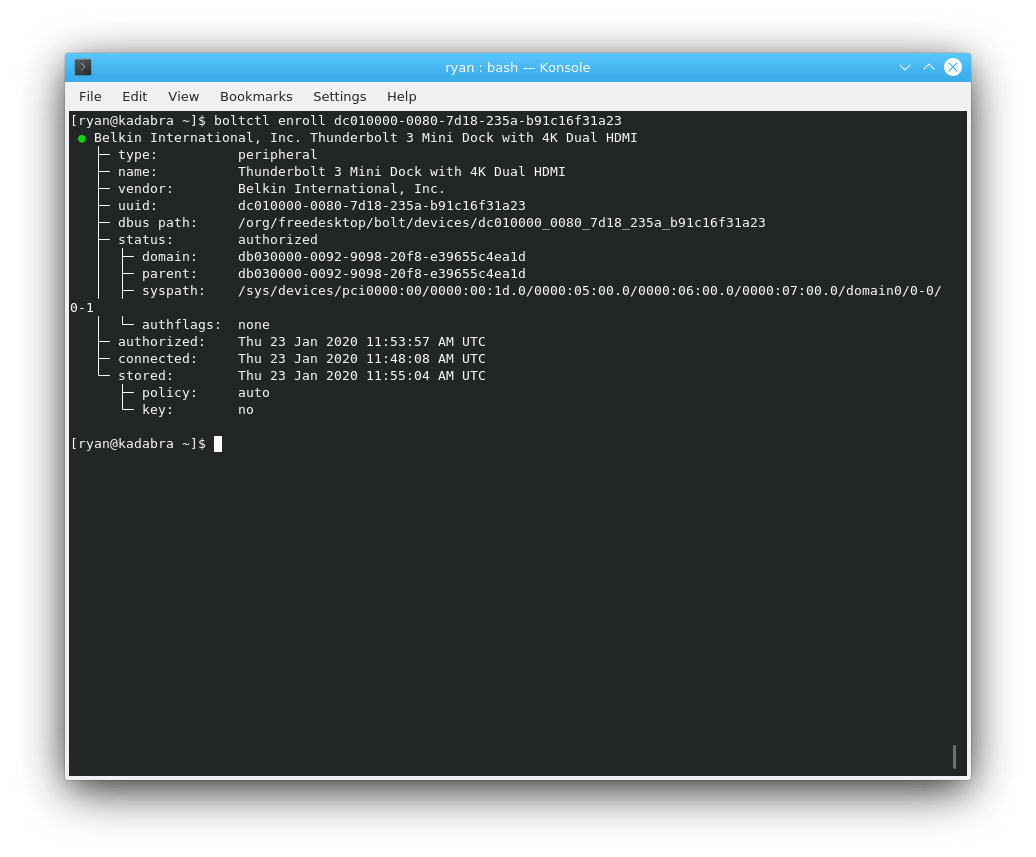 ryan : bash — Konsole
File Edit View Bookmarks Settings Help
[ryan@kadabra ~]$ boltctl enroll dc010000-0080-7d18-235a-b91c16f31a23
 ● Belkin International, Inc. Thunderbolt 3 Mini Dock with 4K Dual HDMI
   ├─ type:          peripheral
   ├─ name:          Thunderbolt 3 Mini Dock with 4K Dual HDMI
   ├─ vendor:        Belkin International, Inc.
   ├─ uuid:          dc010000-0080-7d18-235a-b91c16f31a23
   ├─ dbus path:     /org/freedesktop/bolt/devices/dc010000_0080_7d18_235a_b91c16f31a23
   ├─ status:        authorized
   │  ├─ domain:     db030000-0092-9098-20f8-e39655c4ea1d
   │  ├─ parent:     db030000-0092-9098-20f8-e39655c4ea1d
   │  ├─ syspath:    /sys/devices/pci0000:00/0000:00:1d.0/0000:05:00.0/0000:06:00.0/0000:07:00.0/domain0/0-0/
0-1
   │  └─ authflags:  none
   ├─ authorized:    Thu 23 Jan 2020 11:53:57 AM UTC
   ├─ connected:     Thu 23 Jan 2020 11:48:08 AM UTC
   └─ stored:        Thu 23 Jan 2020 11:55:04 AM UTC
      ├─ policy:     auto
      └─ key:        no
[ryan@kadabra ~]$